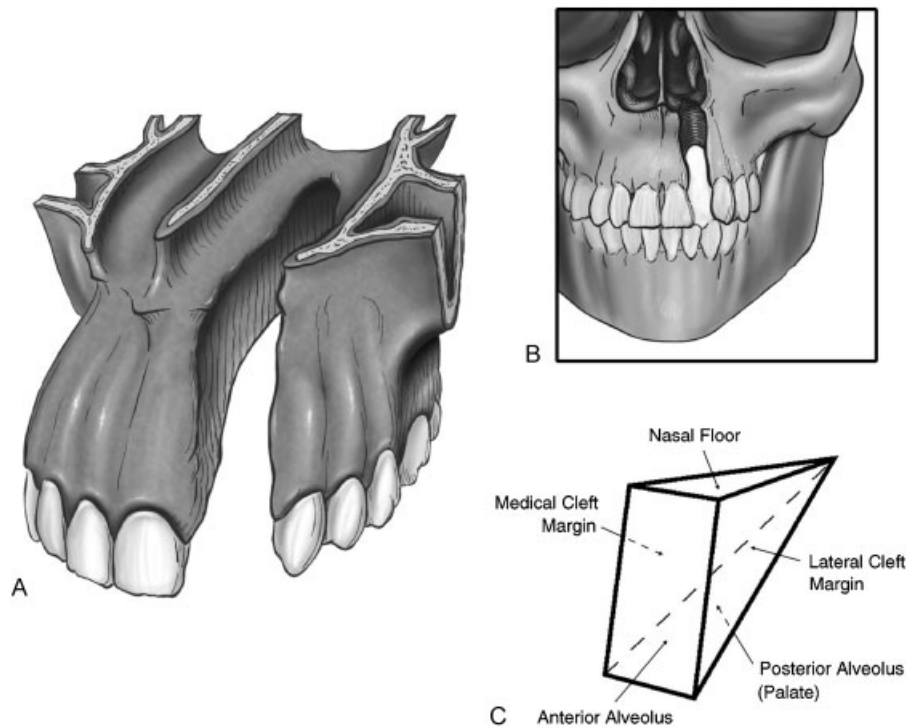 A
B
Nasal Floor
Medical Cleft
Margin
Lateral Cleft
Margin
Posterior Alveolus
(Palate)
C
Anterior Alveolus